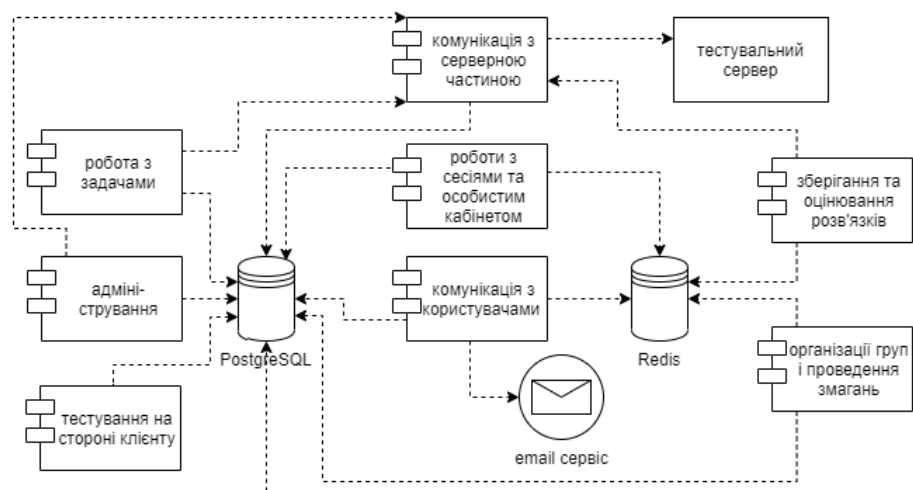 комунікація з
серверною
частиною
тестувальний
сервер
робота з
задачами
роботи з
сесіями та
особистим
кабінетом
зберігання та
оцінювання
розв'язків
адміні-
стрування
PostgreSQL
комунікація з
користувачами
Redis
організації груп
і проведення
змагань
тестування на
стороні клієнту
email сервіс